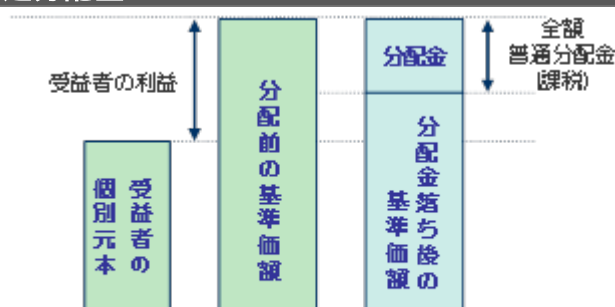 受益者の利益
受益者の
個別元本
分配前の基準価額
分配金
分配金落ち後の
基準価額
全額
普通分配金
(課税)